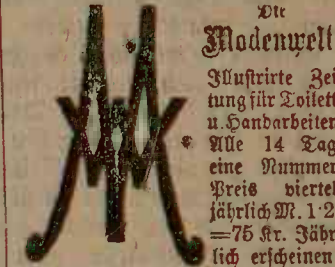 Die
Modenwelt
Illustrirte Zei
tung für Toilett
u. Handarbeiten
Alle 14 Tag
eine Nummer
Preis viertel
jährlich M. 1·2
=75 Kr. Jähr
lich erscheinen